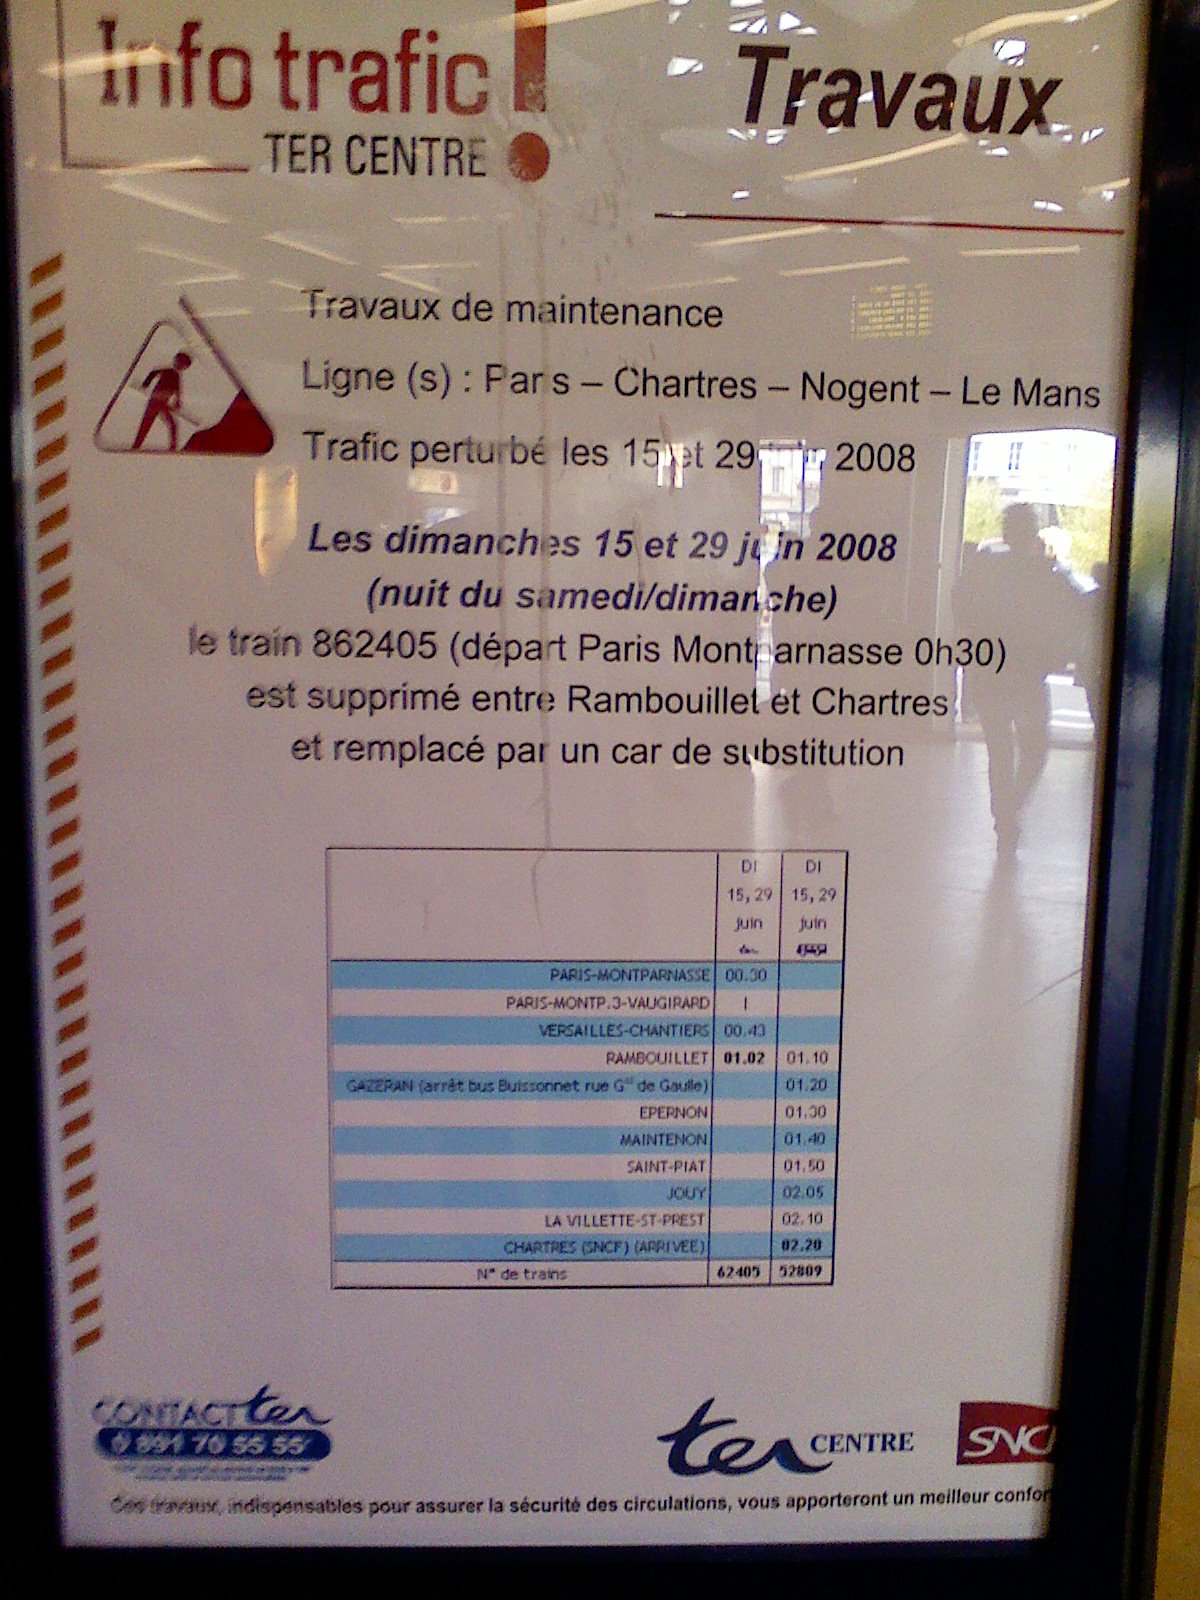 Info trafic !
TER CENTRE
Travaux
Travaux de maintenance
Ligne (s) : Paris – Chartres – Nogent – Le Mans
Trafic perturbé les 15 et 29 juin 2008
Les dimanches 15 et 29 juin 2008
(nuit du samedi/dimanche)
le train 862405 (départ Paris Montparnasse 0h30)
est supprimé entre Rambouillet et Chartres
et remplacé par un car de substitution
DI DI
15, 29 15, 29
juin juin
ter
PARIS-MONTPARNASSE 00.30
PARIS-MONTP.3-VAUGIRARD |
VERSAILLES-CHANTIERS 00.43
RAMBOUILLET 01.02 01.10
GAZERAN (arrêt bus Buissonnet rue Gal de Gaulle) 01.20
EPERNON 01.30
MAINTENON 01.40
SAINT-PIAT 01.50
JOUY 02.05
LA VILLETTE-ST-PREST 02.10
CHARTRES (SNCF) (ARRIVEE) 02.20
N° de trains 62405 52809
CONTACT ter
0 891 70 55 55
ter CENTRE
SNC
Ces travaux, indispensables pour assurer la sécurité des circulations, vous apporteront un meilleur confor